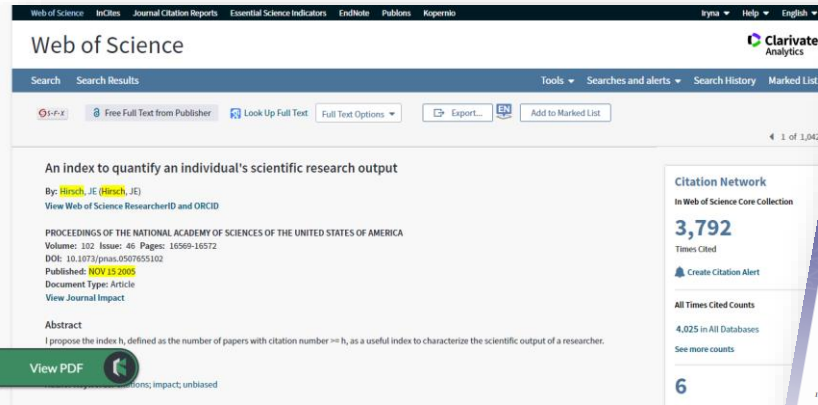 Web of Science InCites Journal Citation Reports Essential Science Indicators EndNote Publons Kopernio Iryna Help English
Web of Science
Clarivate
Analytics
Search Search Results Tools Searches and alerts Search History Marked List
S·F·X Free Full Text from Publisher Look Up Full Text Full Text Options Export... EN Add to Marked List
1 of 1,042
An index to quantify an individual's scientific research output
By: Hirsch, JE (Hirsch, JE)
View Web of Science ResearcherID and ORCID
PROCEEDINGS OF THE NATIONAL ACADEMY OF SCIENCES OF THE UNITED STATES OF AMERICA
Volume: 102 Issue: 46 Pages: 16569-16572
DOI: 10.1073/pnas.0507655102
Published: NOV 15 2005
Document Type: Article
View Journal Impact
Abstract
I propose the index h, defined as the number of papers with citation number >= h, as a useful index to characterize the scientific output of a researcher.
View PDF
impact; unbiased
Citation Network
In Web of Science Core Collection
3,792
Times Cited
Create Citation Alert
All Times Cited Counts
4,025 in All Databases
See more counts
6